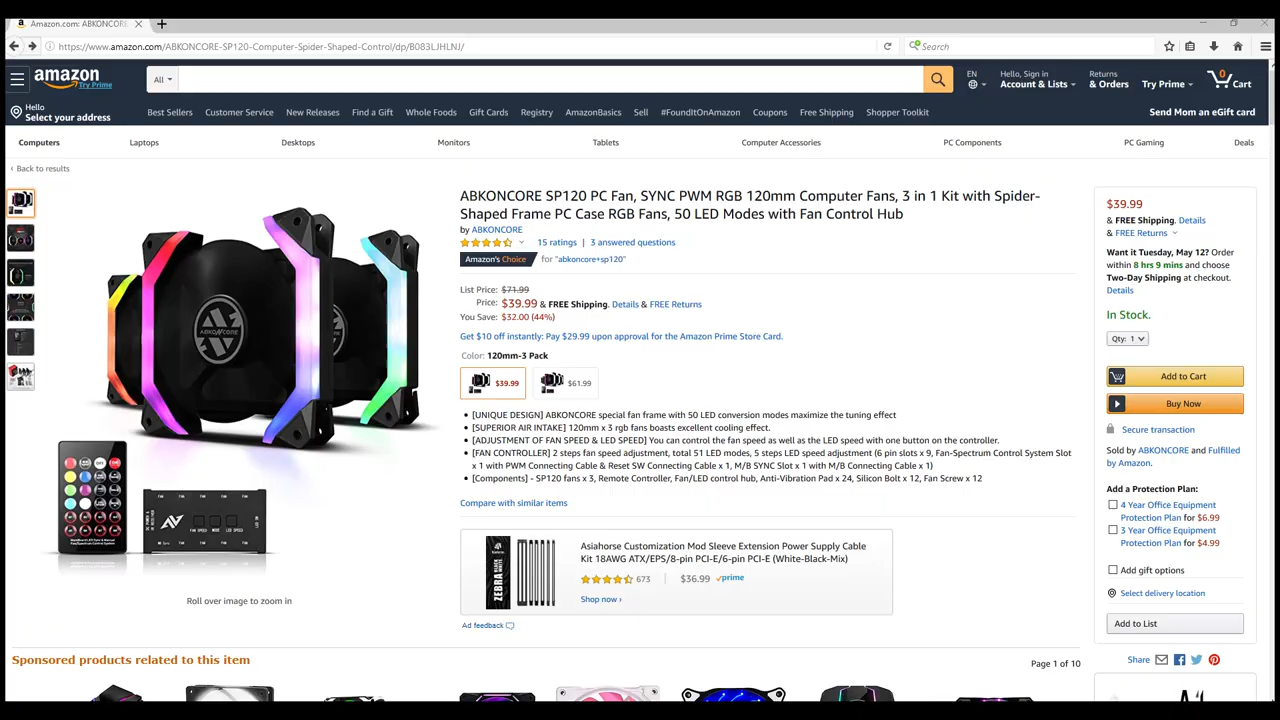 Amazon.com: ABKONCOR
https://www.amazon.com/ABKONCORE-SP120-Computer-Spider-Shaped-Control/dp/B083LJHLNJ/
Search
amazon
Try Prime
All
EN
Hello, Sign in
Account & Lists
Returns
& Orders
Try Prime
0
Cart
Hello
Select your address
Best Sellers
Customer Service
New Releases
Find a Gift
Whole Foods
Gift Cards
Registry
AmazonBasics
Sell
#FoundItOnAmazon
Coupons
Free Shipping
Shopper Toolkit
Send Mom an eGift card
Computers
Laptops
Desktops
Monitors
Tablets
Computer Accessories
PC Components
PC Gaming
Deals
‹ Back to results
ABKONCORE
Roll over image to zoom in
ABKONCORE SP120 PC Fan, SYNC PWM RGB 120mm Computer Fans, 3 in 1 Kit with Spider-
Shaped Frame PC Case RGB Fans, 50 LED Modes with Fan Control Hub
by ABKONCORE
15 ratings | 3 answered questions
Amazon's Choice for "abkoncore+sp120"
List Price: $71.99
Price: $39.99 & FREE Shipping. Details & FREE Returns
You Save: $32.00 (44%)
Get $10 off instantly: Pay $29.99 upon approval for the Amazon Prime Store Card.
Color: 120mm-3 Pack
$39.99
$61.99
• [UNIQUE DESIGN] ABKONCORE special fan frame with 50 LED conversion modes maximize the tuning effect
• [SUPERIOR AIR INTAKE] 120mm x 3 rgb fans boasts excellent cooling effect.
• [ADJUSTMENT OF FAN SPEED & LED SPEED] You can control the fan speed as well as the LED speed with one button on the controller.
• [FAN CONTROLLER] 2 steps fan speed adjustment, total 51 LED modes, 5 steps LED speed adjustment (6 pin slots x 9, Fan-Spectrum Control System Slot
x 1 with PWM Connecting Cable & Reset SW Connecting Cable x 1, M/B SYNC Slot x 1 with M/B Connecting Cable x 1)
• [Components] - SP120 fans x 3, Remote Controller, Fan/LED control hub, Anti-Vibration Pad x 24, Silicon Bolt x 12, Fan Screw x 12
Compare with similar items
ZEBRA
Asiahorse Customization Mod Sleeve Extension Power Supply Cable
Kit 18AWG ATX/EPS/8-pin PCI-E/6-pin PCI-E (White-Black-Mix)
673 | $36.99 prime
Shop now ›
Ad feedback
$39.99
& FREE Shipping. Details
& FREE Returns
Want it Tuesday, May 12? Order
within 8 hrs 9 mins and choose
Two-Day Shipping at checkout.
Details
In Stock.
Qty: 1
Add to Cart
Buy Now
Secure transaction
Sold by ABKONCORE and Fulfilled
by Amazon.
Add a Protection Plan:
4 Year Office Equipment
Protection Plan for $6.99
3 Year Office Equipment
Protection Plan for $4.99
Add gift options
Select delivery location
Add to List
Share
Sponsored products related to this item
Page 1 of 10